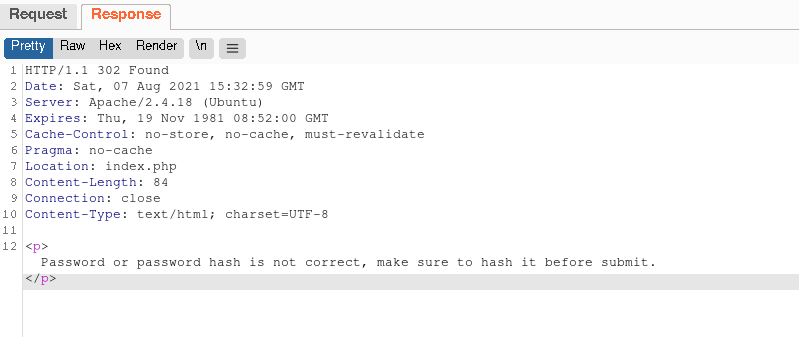 Request Response
Pretty Raw Hex Render \n
1 HTTP/1.1 302 Found
2 Date: Sat, 07 Aug 2021 15:32:59 GMT
3 Server: Apache/2.4.18 (Ubuntu)
4 Expires: Thu, 19 Nov 1981 08:52:00 GMT
5 Cache-Control: no-store, no-cache, must-revalidate
6 Pragma: no-cache
7 Location: index.php
8 Content-Length: 84
9 Connection: close
10 Content-Type: text/html; charset=UTF-8
11
12 <p>
Password or password hash is not correct, make sure to hash it before submit.
</p>